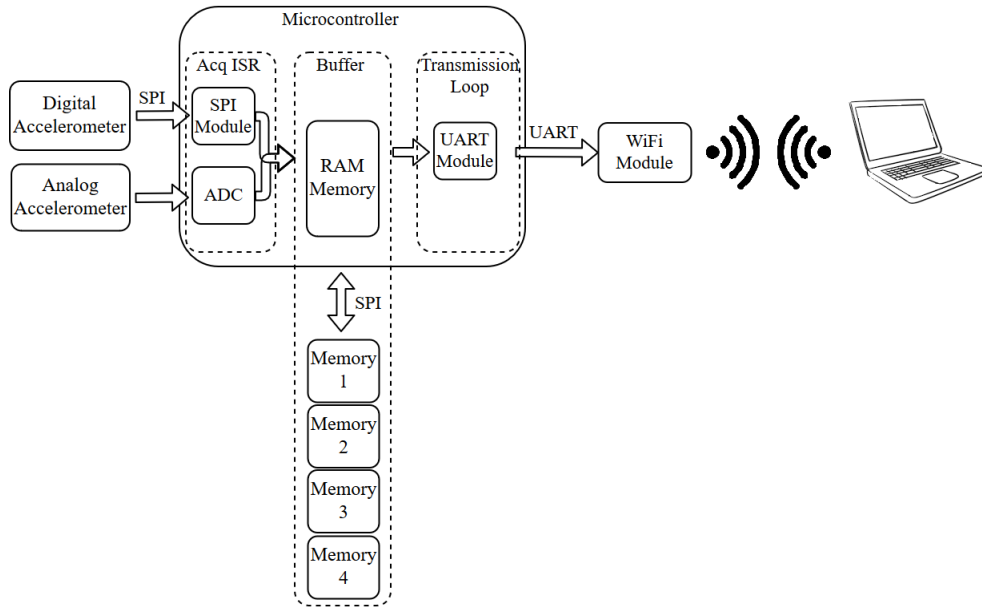 Microcontroller
Acq ISR
Buffer
Transmission
Loop
Digital
Accelerometer
SPI
SPI
Module
Analog
Accelerometer
ADC
RAM
Memory
UART
Module
UART
WiFi
Module
SPI
Memory
1
Memory
2
Memory
3
Memory
4